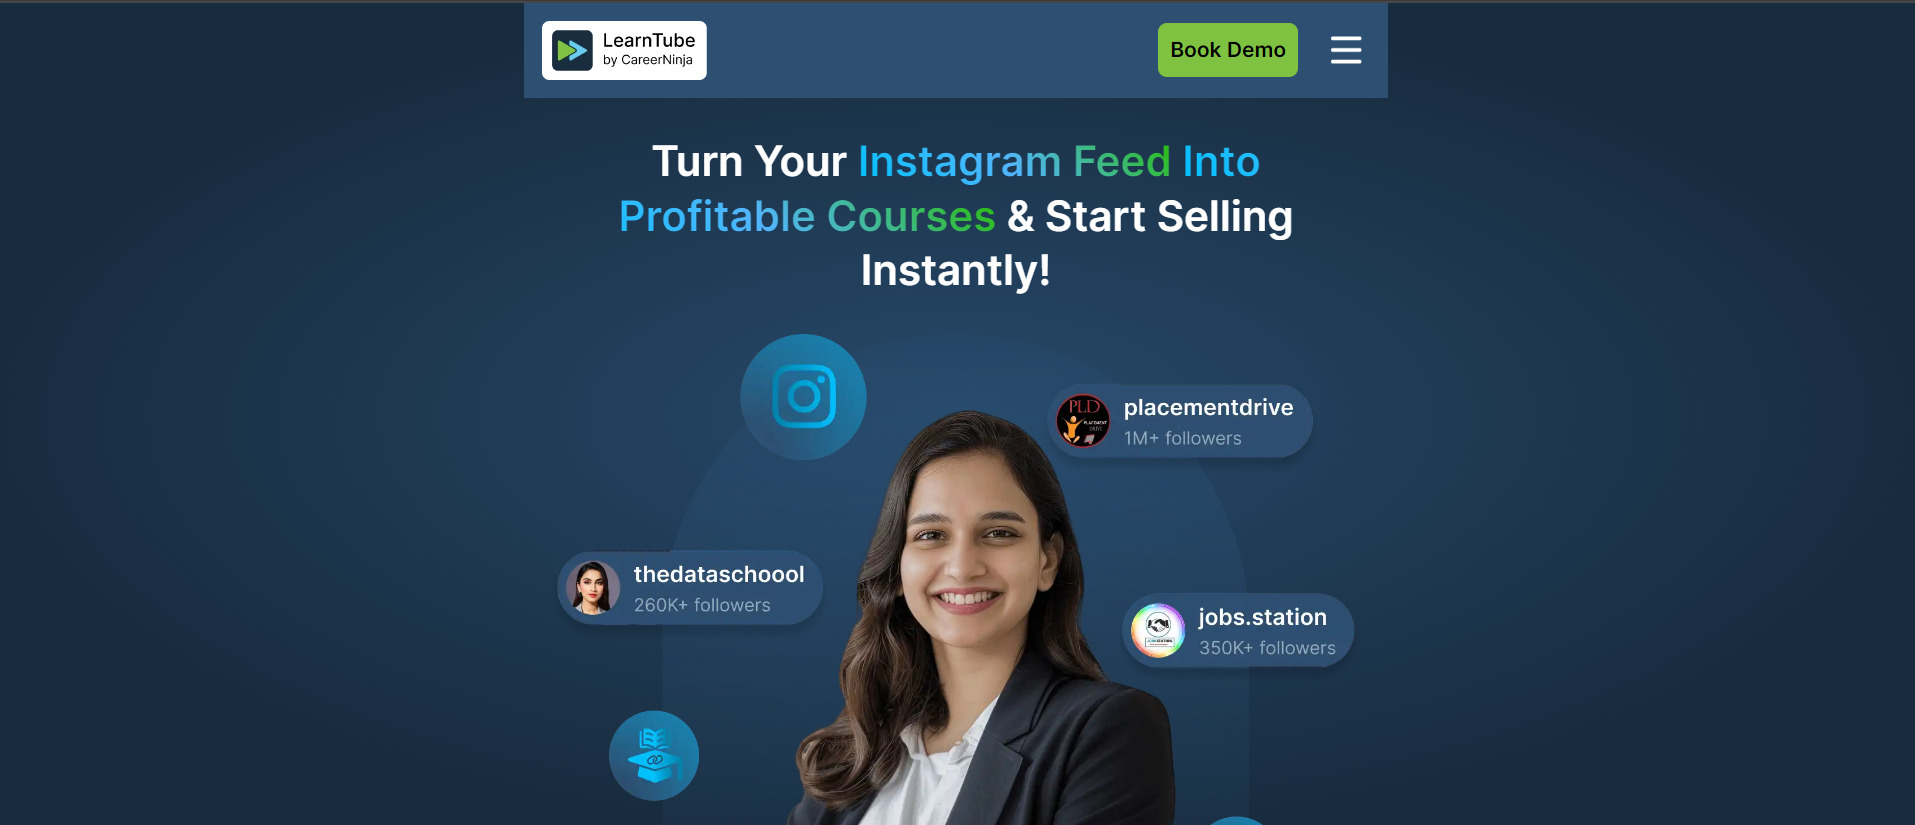 LearnTube
by CareerNinja
Book Demo
Turn Your Instagram Feed Into
Profitable Courses & Start Selling
Instantly!
PLD
placementdrive
1M+ followers
thedataschoool
260K+ followers
jobs.station
350K+ followers